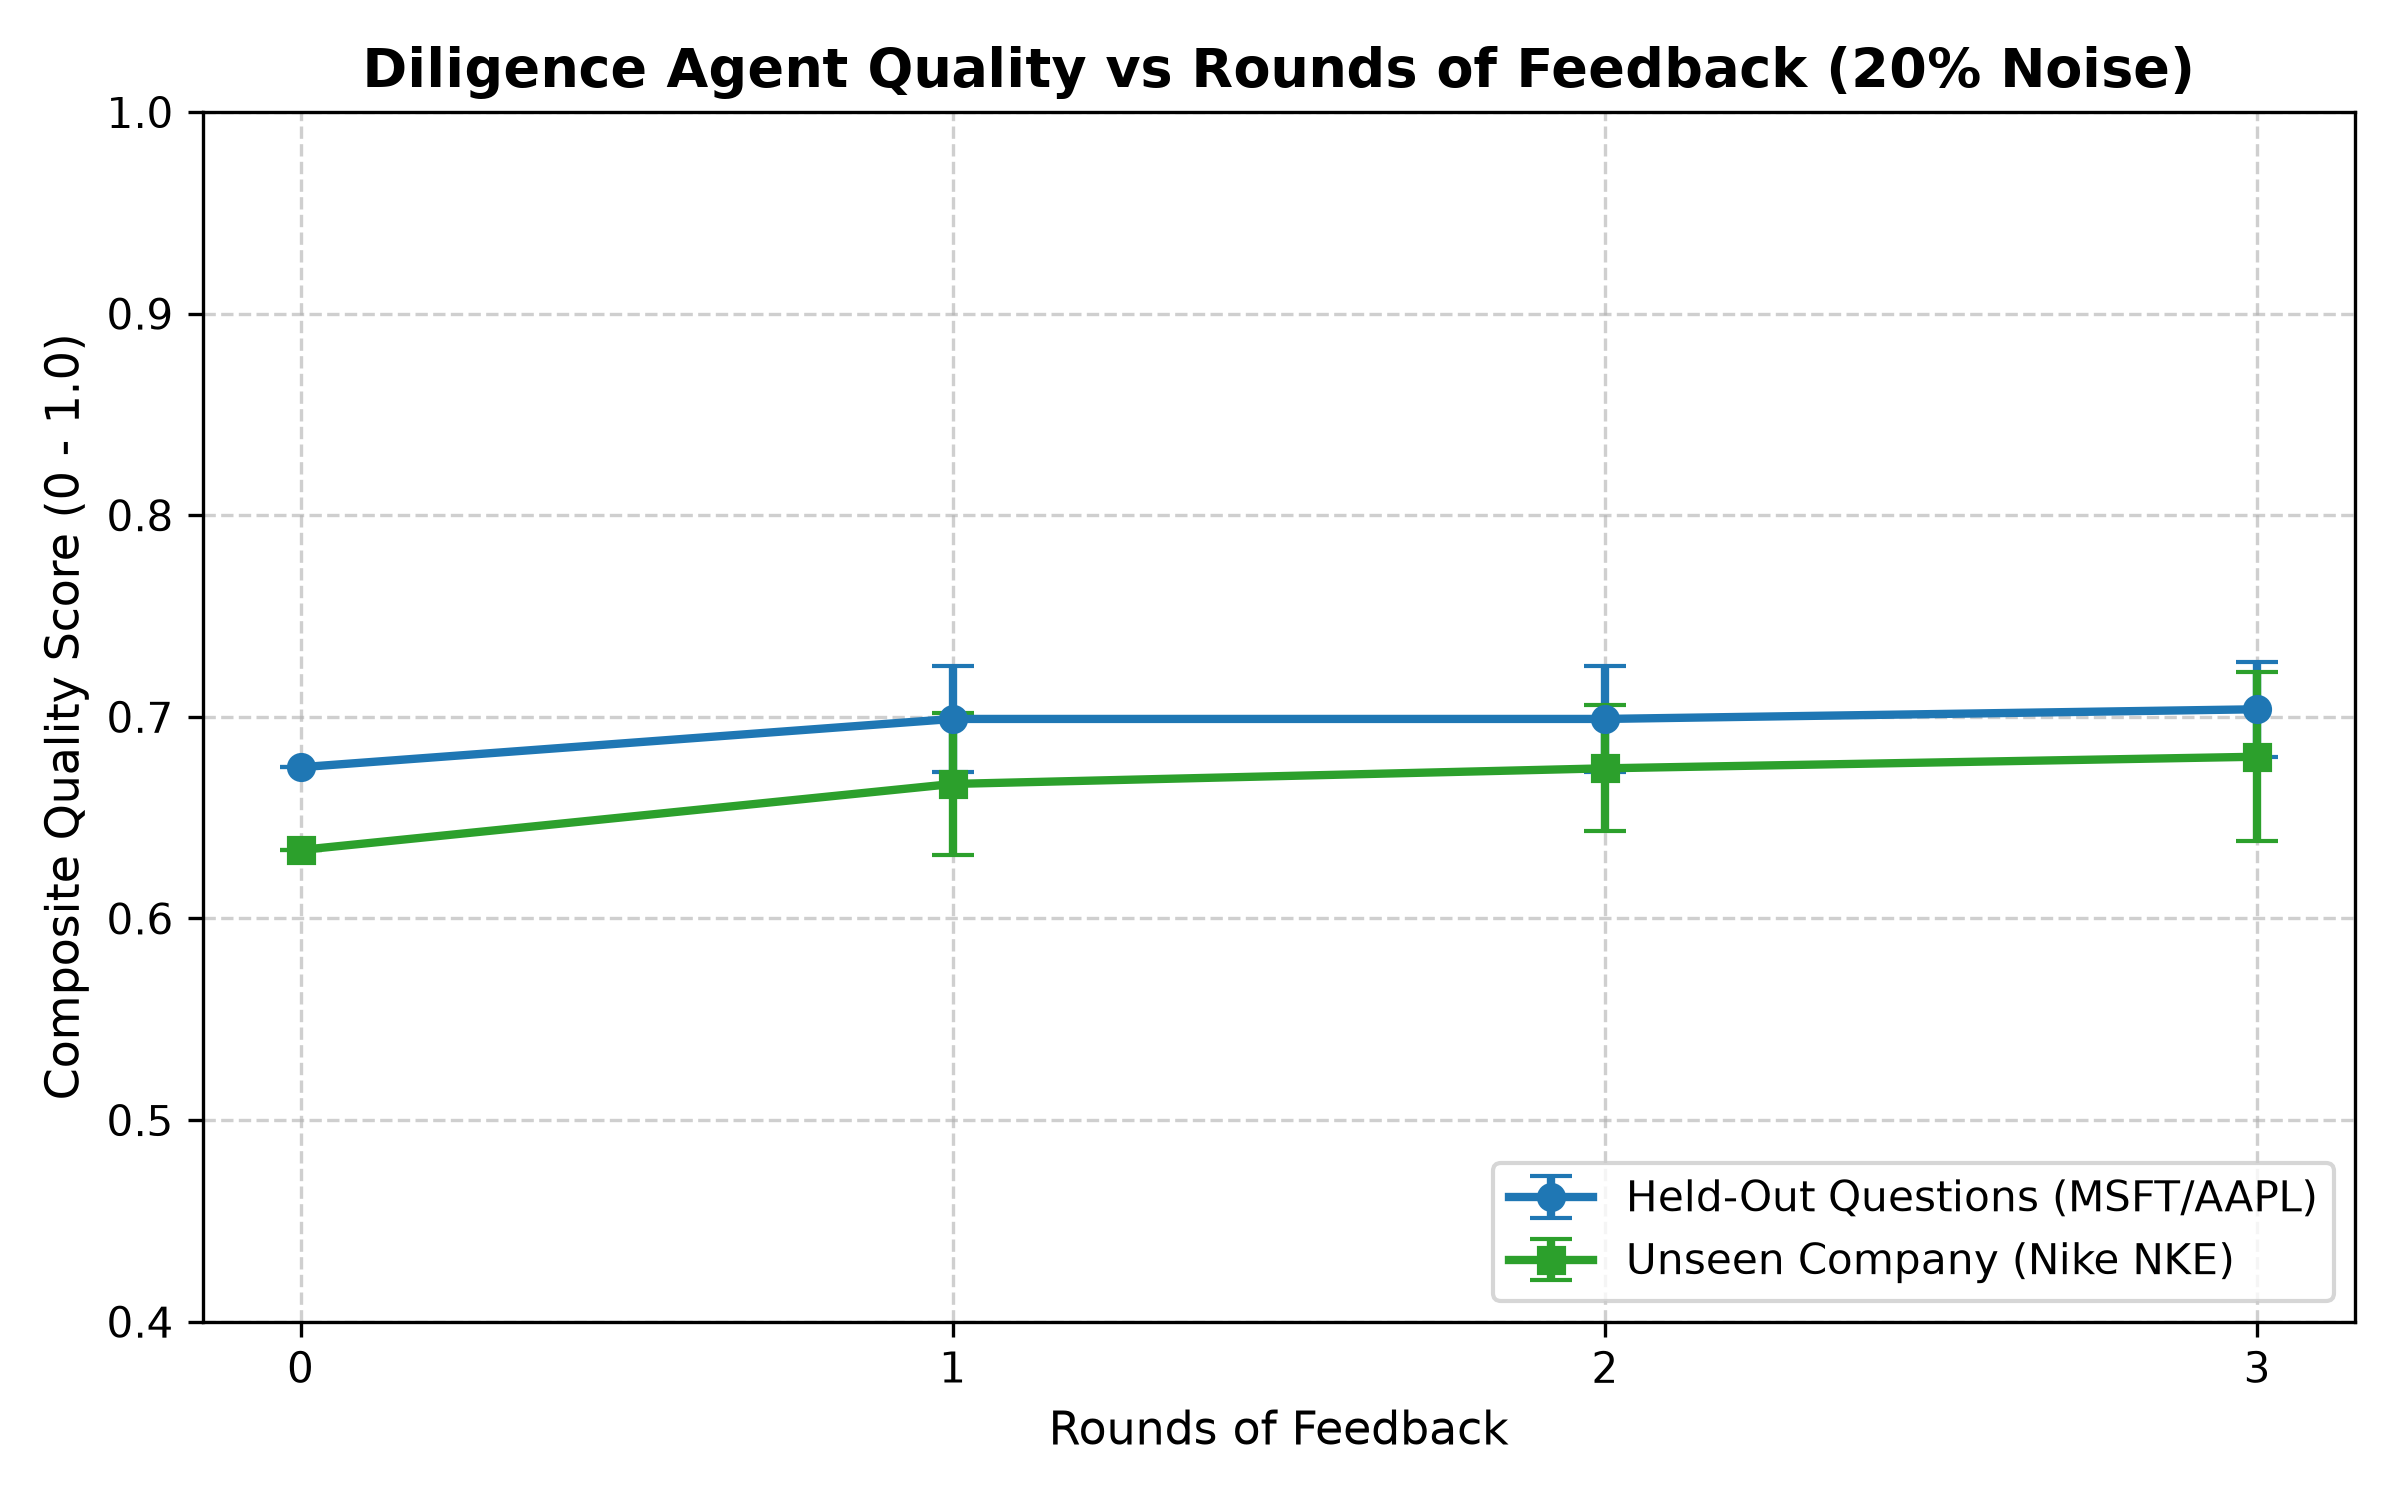 Diligence Agent Quality vs Rounds of Feedback (20% Noise)
Composite Quality Score (0 - 1.0)
1.0
0.9
0.8
0.7
0.6
0.5
0.4
0
1
2
3
Rounds of Feedback
Held-Out Questions (MSFT/AAPL)
Unseen Company (Nike NKE)